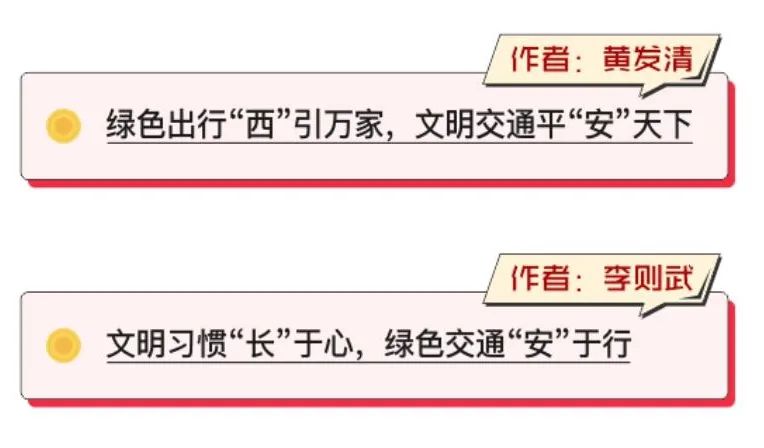 作者：黄发清
绿色出行“西”引万家，文明交通平“安”天下
作者：李则武
文明习惯“长”于心，绿色交通“安”于行